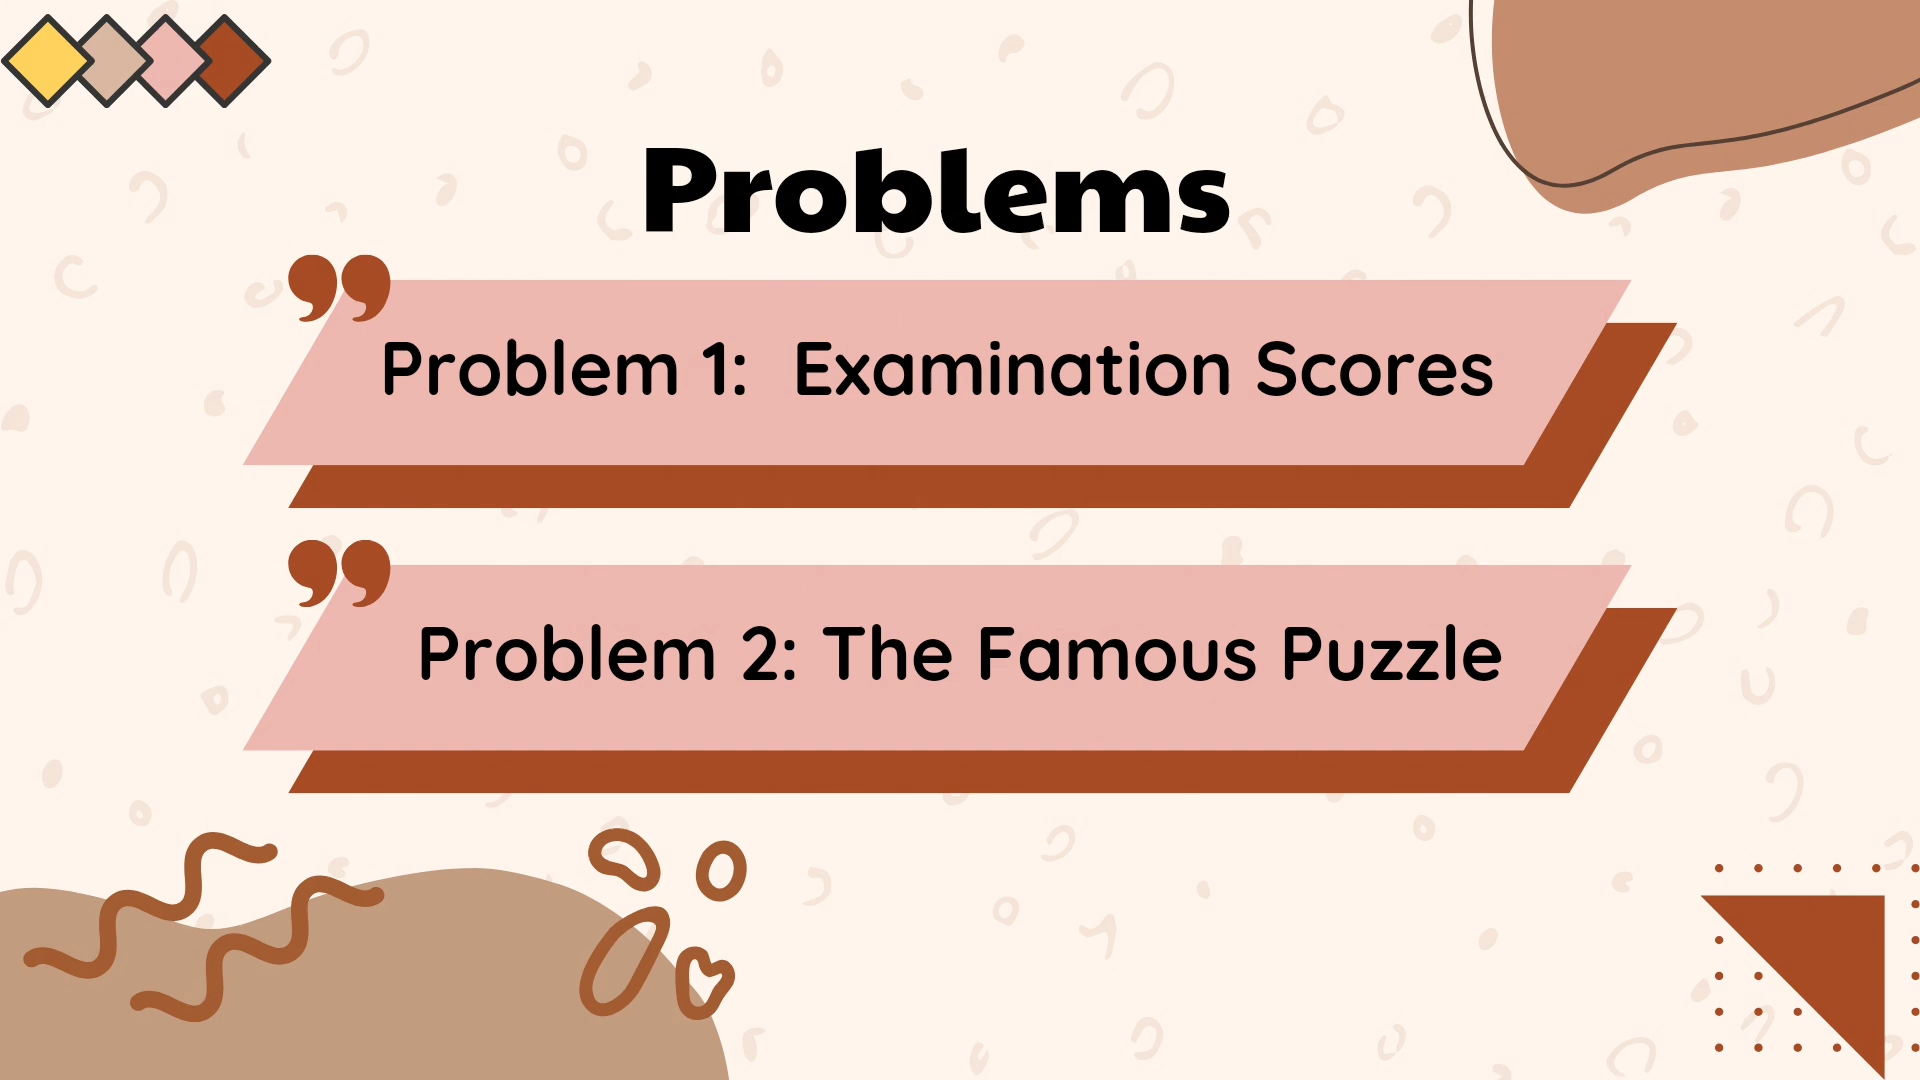 Problems
Problem 1:  Examination Scores
Problem 2: The Famous Puzzle